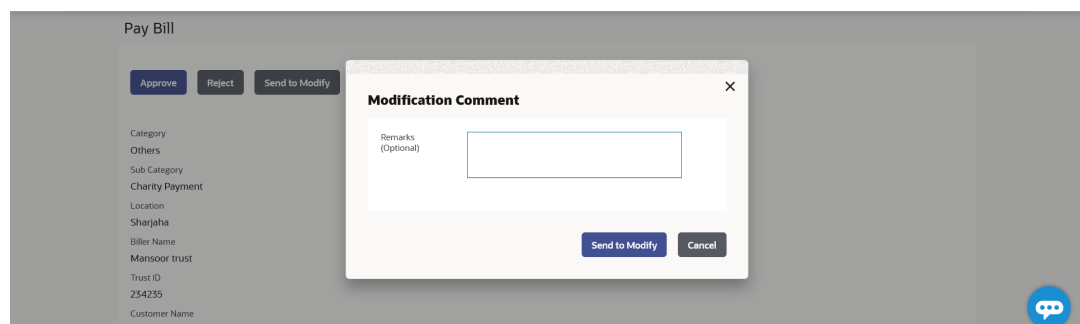 Pay Bill
Approve Reject Send to Modify
Modification Comment
Remarks
(Optional)
Send to Modify Cancel
Category
Others
Sub Category
Charity Payment
Location
Sharjaha
Biller Name
Mansoor trust
Trust ID
234235
Customer Name